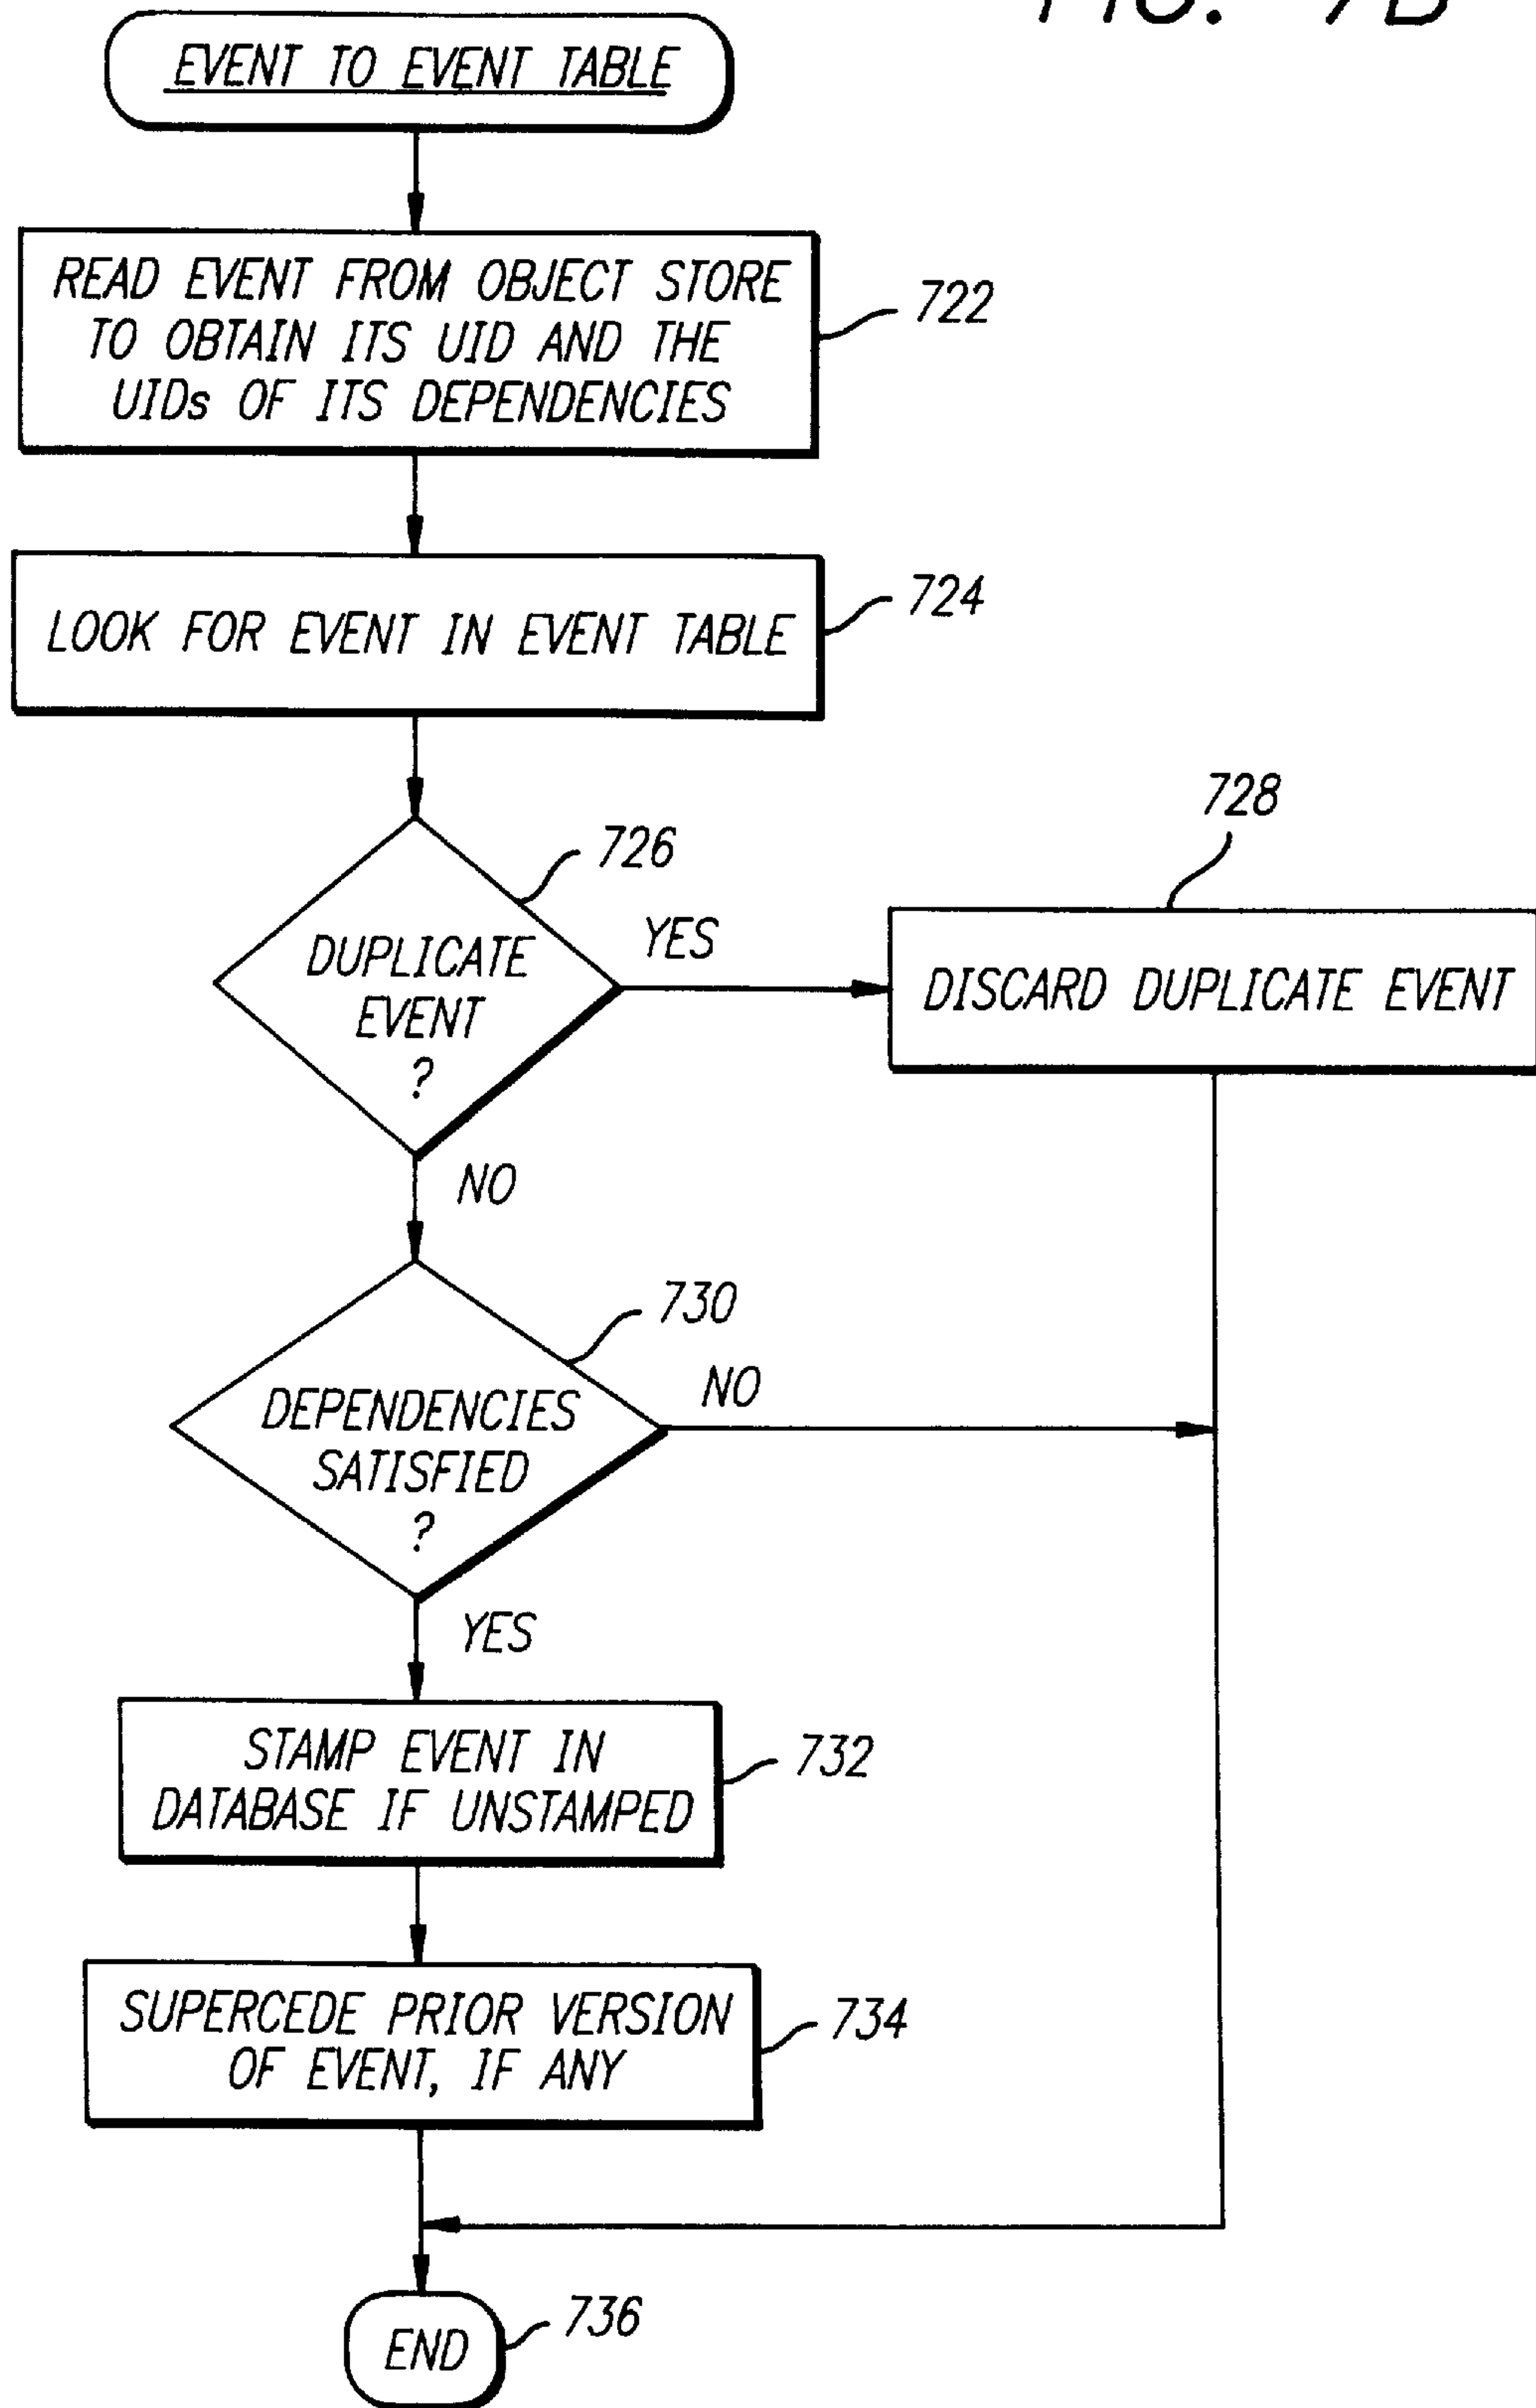 FIG. 7B
EVENT TO EVENT TABLE
READ EVENT FROM OBJECT STORE
TO OBTAIN ITS UID AND THE
UIDs OF ITS DEPENDENCIES
722
LOOK FOR EVENT IN EVENT TABLE
724
726
DUPLICATE
EVENT
?
YES
NO
728
DISCARD DUPLICATE EVENT
730
DEPENDENCIES
SATISFIED
?
NO
YES
STAMP EVENT IN
DATABASE IF UNSTAMPED
732
SUPERCEDE PRIOR VERSION
OF EVENT, IF ANY
734
END
736